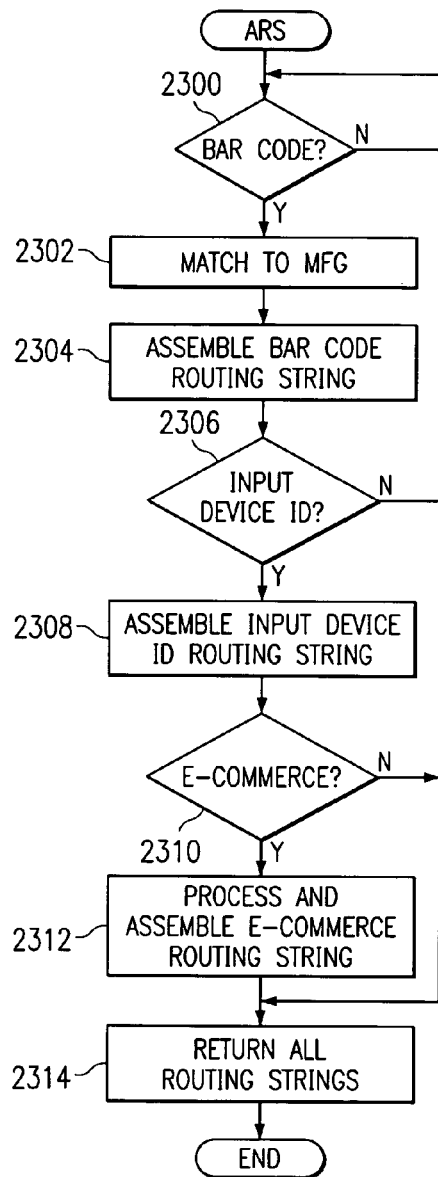 ARS
2300
BAR CODE?
N
Y
2302
MATCH TO MFG
2304
ASSEMBLE BAR CODE
ROUTING STRING
2306
INPUT
DEVICE ID?
N
Y
2308
ASSEMBLE INPUT DEVICE
ID ROUTING STRING
E-COMMERCE?
N
2310
Y
2312
PROCESS AND
ASSEMBLE E-COMMERCE
ROUTING STRING
2314
RETURN ALL
ROUTING STRINGS
END